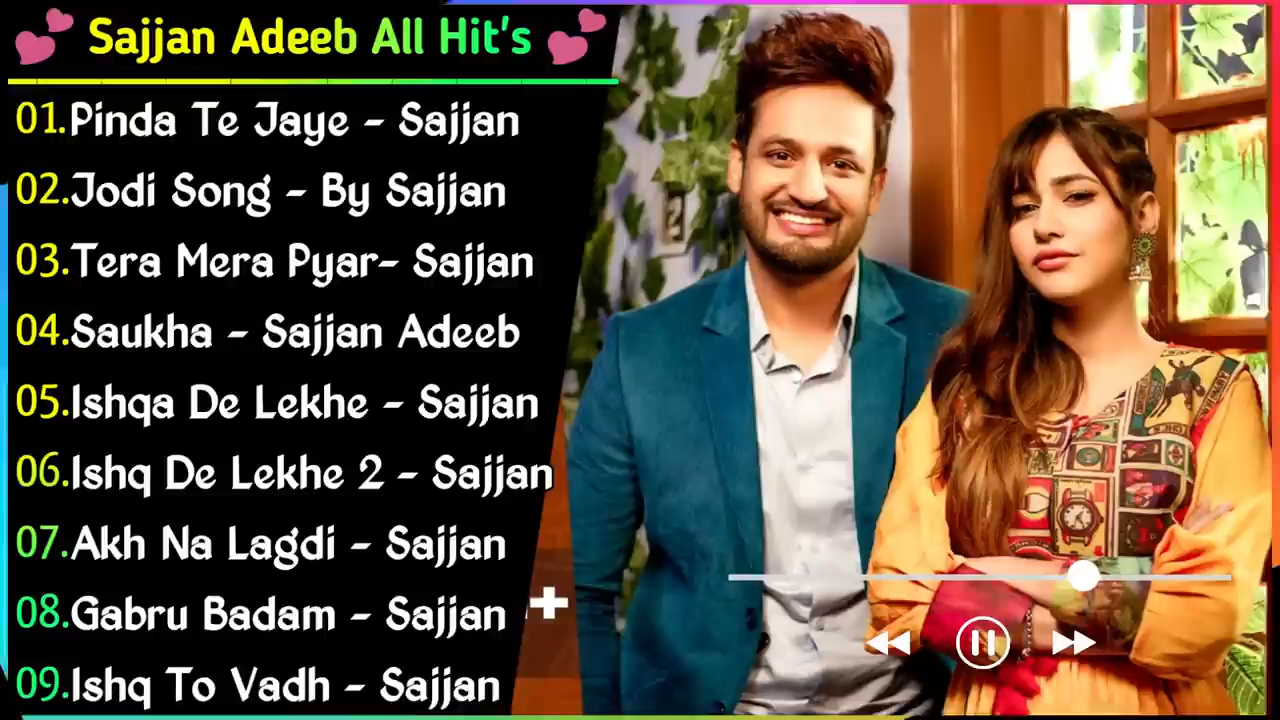 💕 Sajjan Adeeb All Hit's 💕
01.Pinda Te Jaye - Sajjan
02.Jodi Song - By Sajjan
03.Tera Mera Pyar- Sajjan
04.Saukha - Sajjan Adeeb
05.Ishqa De Lekhe - Sajjan
06.Ishq De Lekhe 2 - Sajjan
07.Akh Na Lagdi - Sajjan
08.Gabru Badam - Sajjan
09.Ishq To Vadh - Sajjan